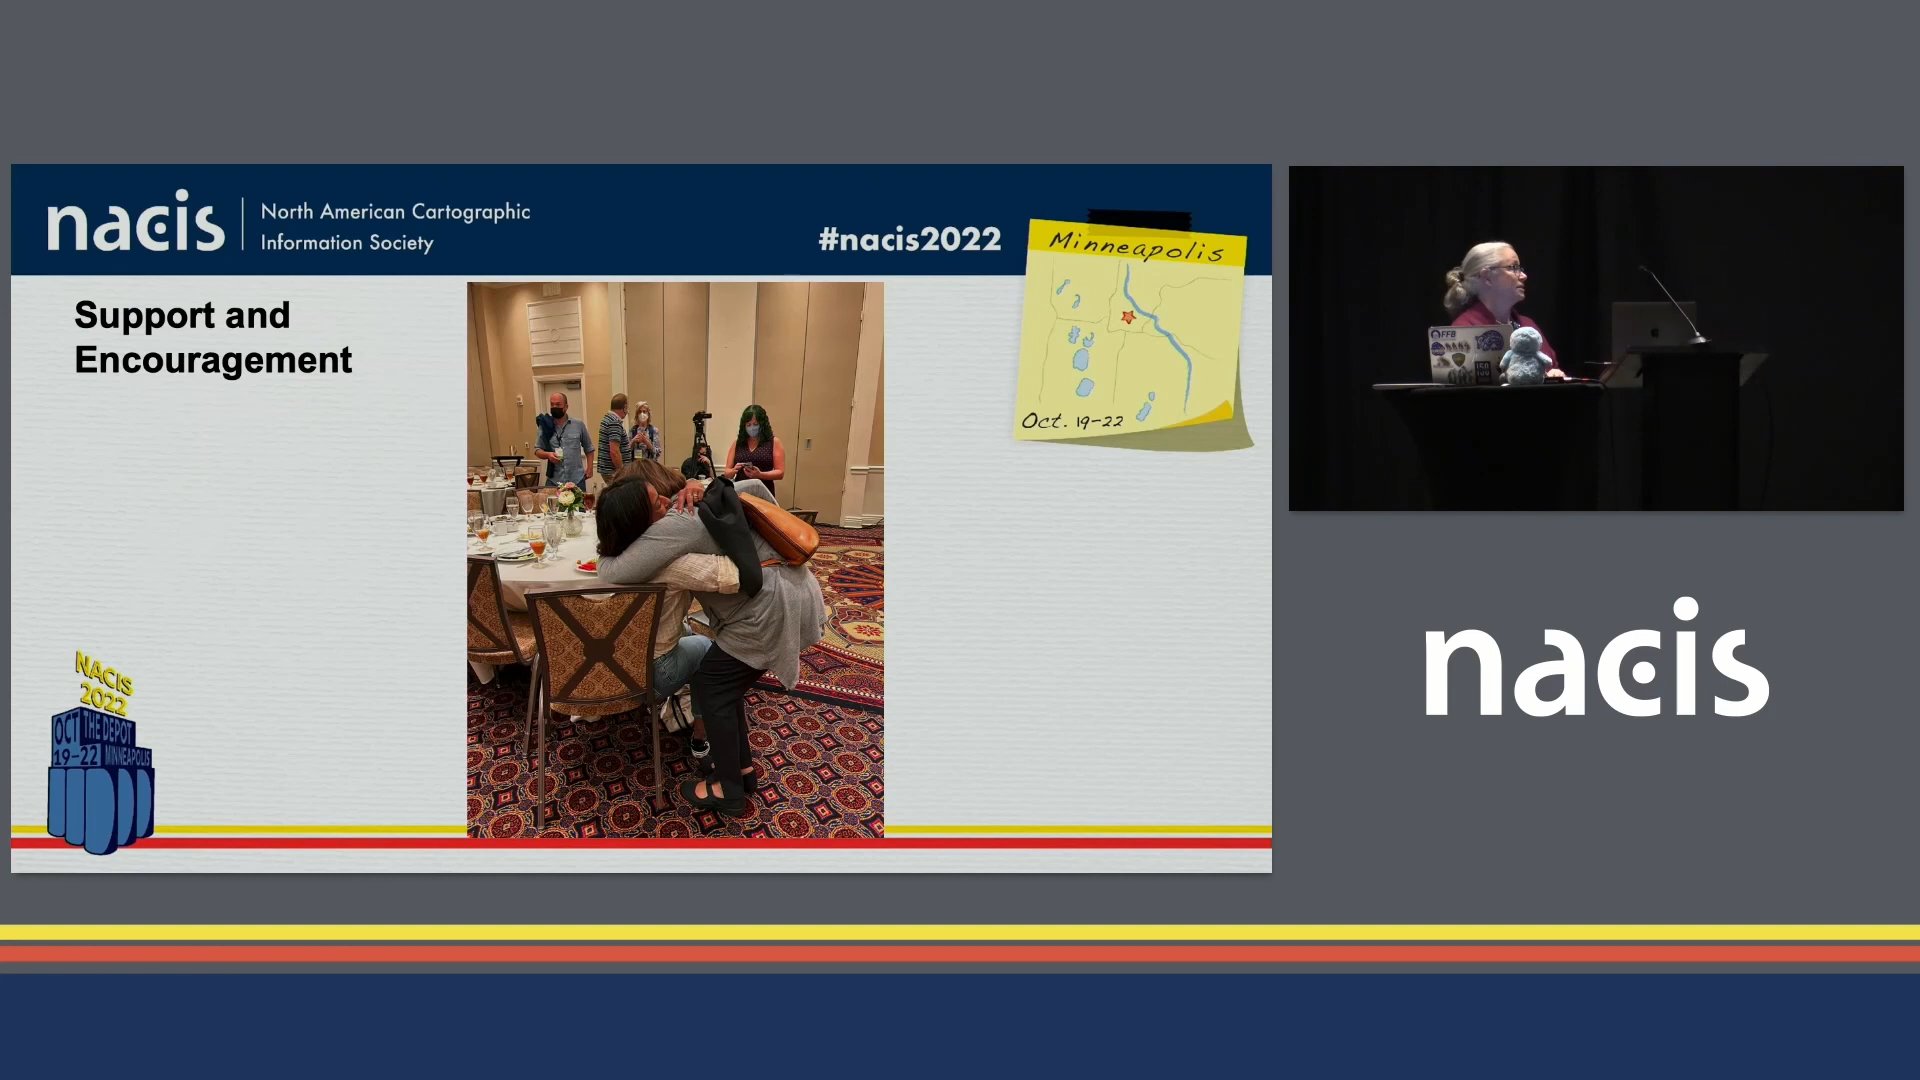 nacis
North American Cartographic
Information Society
#nacis2022
Minneapolis
Oct. 19-22
Support and
Encouragement
NACIS
2022
OCT THE DEPOT
19-22 MINNEAPOLIS
FFB
nacis